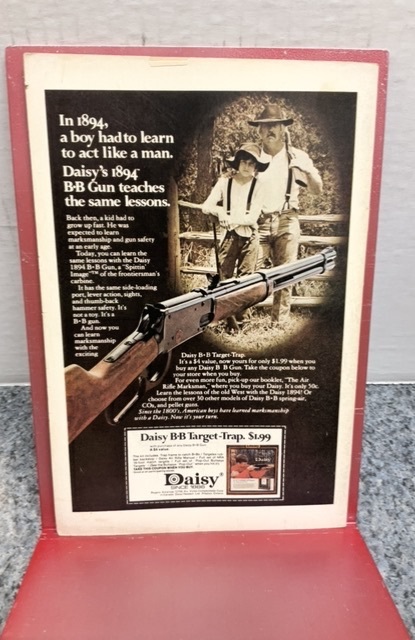 In 1894,
a boy had to learn
to act like a man.
Daisy's 1894
B·B Gun teaches
the same lessons.
Back then, a kid had to
grow up fast. He was
expected to learn
marksmanship and gun safety
at an early age.
Today, you can learn the
same lessons with the Daisy
1894 B·B Gun, a "Spittin'
Image"™ of the frontiersman's
carbine.
It has the same side-loading
port, lever action, sights,
and thumb-back
hammer safety. It's
not a toy. It's a
B·B gun.
And now you
can learn
marksmanship
with the
exciting
Daisy B·B Target-Trap.
It's a $4 value, now yours for only $1.99 when you
buy any Daisy B·B Gun. Take the coupon below to
your store when you buy.
For even more fun, pick-up our booklet, "The Air
Rifle Marksman," where you buy your Daisy. It's only 50c.
Learn the lessons of the old West with the Daisy 1894! Or
choose from over 30 other models of Daisy B·B spring-air,
CO₂, and pellet guns.
Since the 1800's, American boys have learned marksmanship
with a Daisy. Now it's your turn.
Daisy B·B Target-Trap. $1.99
A $4 value
Daisy
SINCE 1886